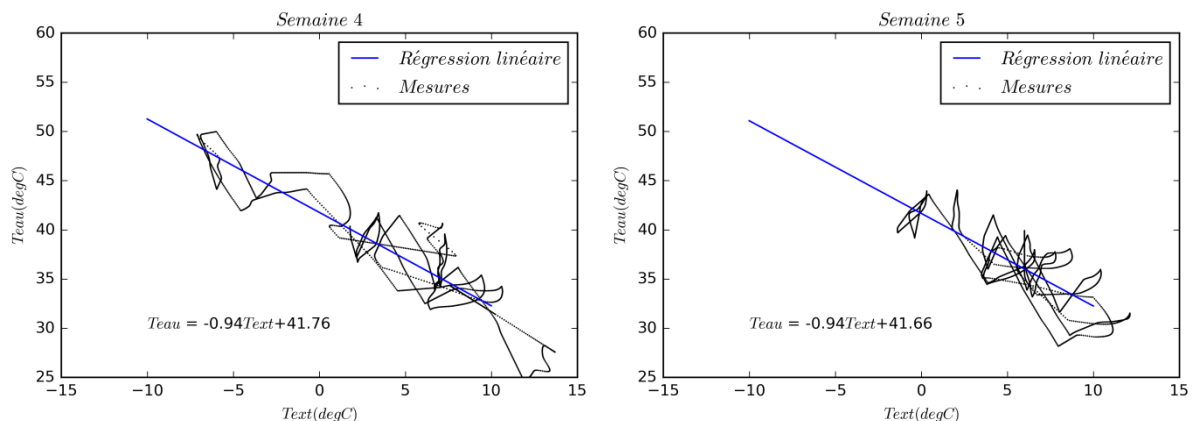 Semaine 4
60
55
50
45
40
35
30
25
Teau(degC)
Régression linéaire
Mesures
Teau = -0.94Text+41.76
−15
−10
−5
0
5
10
15
Text(degC)
Semaine 5
60
55
50
45
40
35
30
25
Teau(degC)
Régression linéaire
Mesures
Teau = -0.94Text+41.66
−15
−10
−5
0
5
10
15
Text(degC)